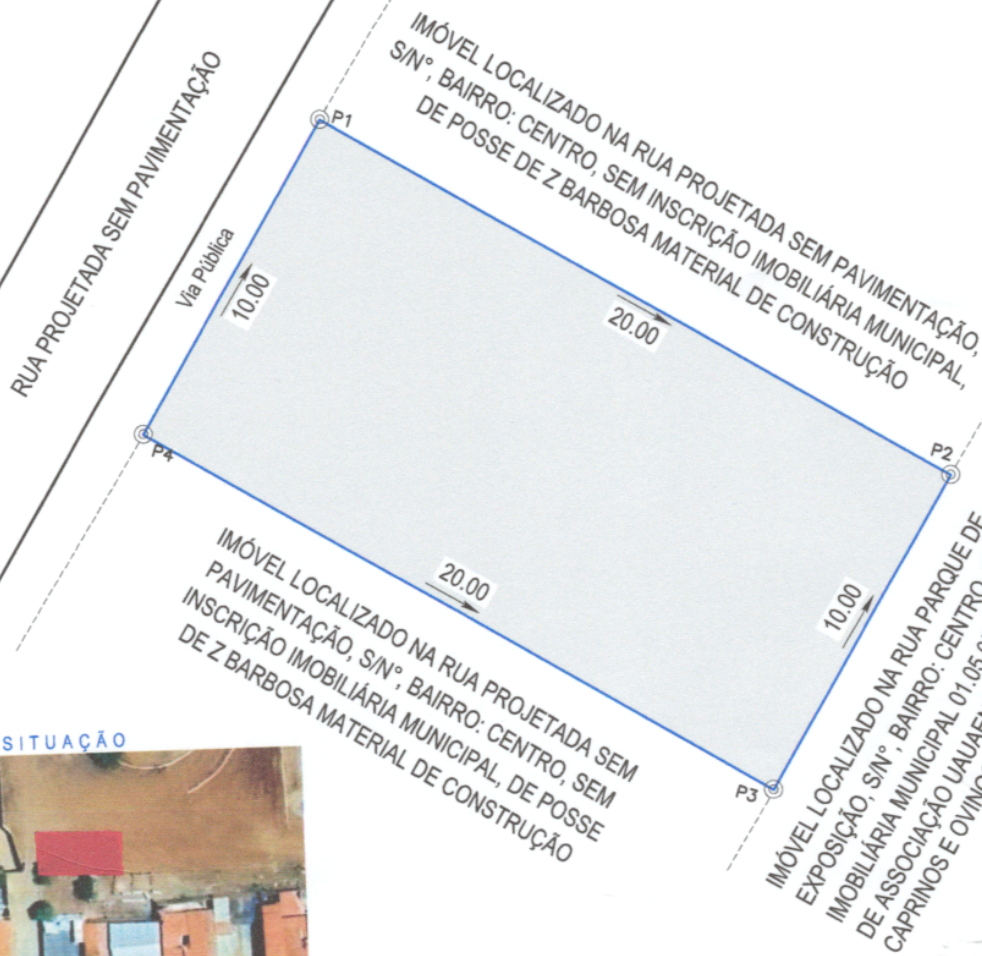 RUA PROJETADA SEM PAVIMENTAÇÃO
Via Pública
IMÓVEL LOCALIZADO NA RUA PROJETADA SEM PAVIMENTAÇÃO,
S/N°, BAIRRO: CENTRO, SEM INSCRIÇÃO IMOBILIÁRIA MUNICIPAL,
DE POSSE DE Z BARBOSA MATERIAL DE CONSTRUÇÃO
P1
10.00
20.00
P2
P4
20.00
10.00
P3
IMÓVEL LOCALIZADO NA RUA PROJETADA SEM
PAVIMENTAÇÃO, S/N°, BAIRRO: CENTRO, SEM
INSCRIÇÃO IMOBILIÁRIA MUNICIPAL, DE POSSE
DE Z BARBOSA MATERIAL DE CONSTRUÇÃO
IMÓVEL LOCALIZADO NA RUA PARQUE DE
EXPOSIÇÃO, S/N°, BAIRRO: CENTRO
IMOBILIÁRIA MUNICIPAL 01.05.0
DE ASSOCIAÇÃO
CAPRINOS E
SITUAÇÃO